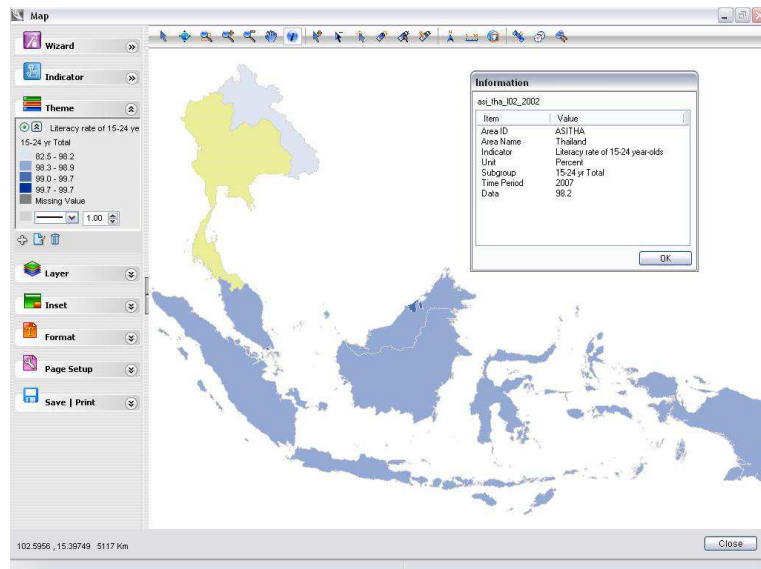 Map
Wizard
Indicator
Theme
Literacy rate of 15-24 ye
15-24 yr Total
82.5 - 98.2
98.3 - 98.9
99.0 - 99.7
99.7 - 99.7
Missing Value
1.00
Layer
Inset
Format
Page Setup
Save | Print
Information
asi_tha_l02_2002
Item Value
Area ID ASITHA
Area Name Thailand
Indicator Literacy rate of 15-24 year-olds
Unit Percent
Subgroup 15-24 yr Total
Time Period 2007
Data 98.2
OK
102.5956 , 15.39749 5117 Km
Close